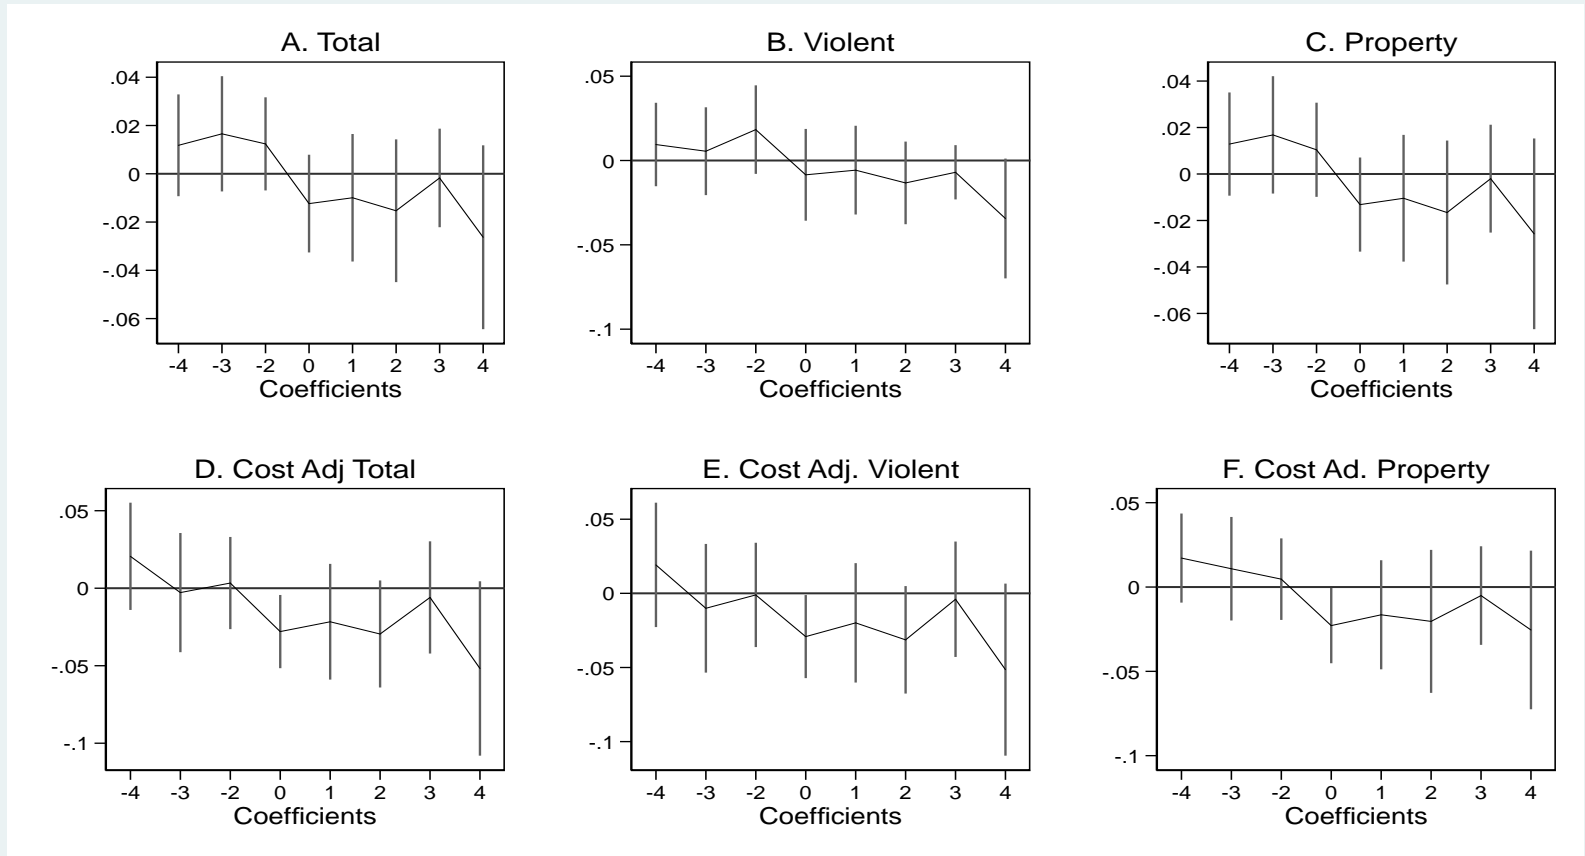 A. Total
.04
.02
0
-.02
-.04
-.06
-4 -3 -2 0 1 2 3 4
Coefficients
B. Violent
.05
0
-.05
-.1
-4 -3 -2 0 1 2 3 4
Coefficients
C. Property
.04
.02
0
-.02
-.04
-.06
-4 -3 -2 0 1 2 3 4
Coefficients
D. Cost Adj Total
.05
0
-.05
-.1
-4 -3 -2 0 1 2 3 4
Coefficients
E. Cost Adj. Violent
.05
0
-.05
-.1
-4 -3 -2 0 1 2 3 4
Coefficients
F. Cost Ad. Property
.05
0
-.05
-.1
-4 -3 -2 0 1 2 3 4
Coefficients